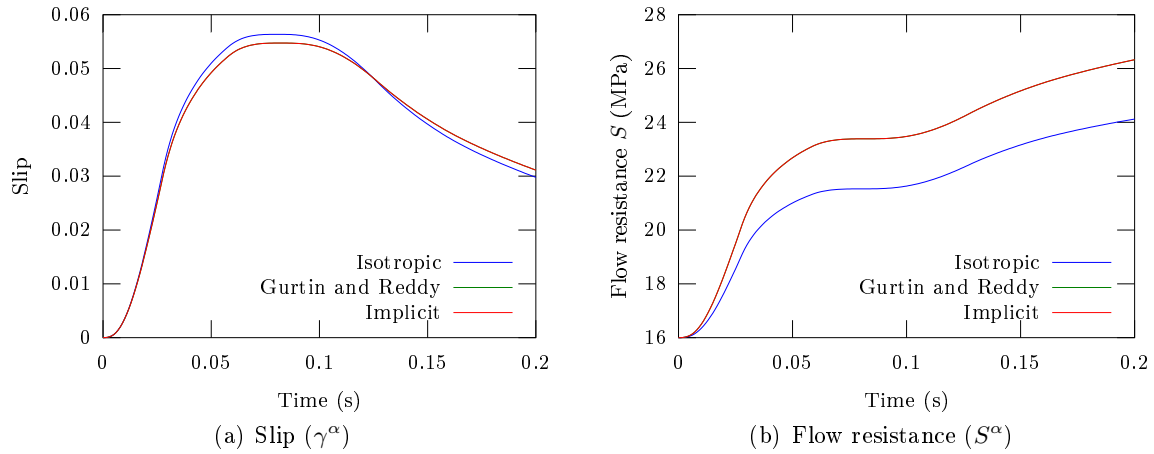 0.06
0.05
0.04
0.03
0.02
0.01
0
Slip
0
0.05
0.1
0.15
0.2
Time (s)
Isotropic
Gurtin and Reddy
Implicit
(a) Slip (γ^α)
28
26
24
22
20
18
16
Flow resistance S (MPa)
0
0.05
0.1
0.15
0.2
Time (s)
Isotropic
Gurtin and Reddy
Implicit
(b) Flow resistance (S^α)